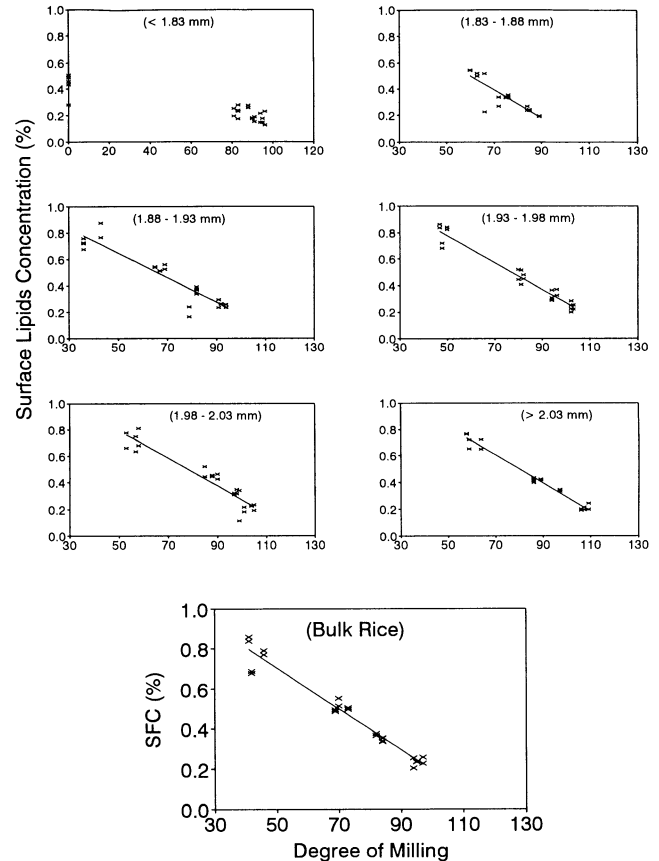 Surface Lipids Concentration (%)
(< 1.83 mm)
1.0
0.8
0.6
0.4
0.2
0.0
0 20 40 60 80 100 120
(1.83 - 1.88 mm)
1.0
0.8
0.6
0.4
0.2
0.0
30 50 70 90 110 130
(1.88 - 1.93 mm)
1.0
0.8
0.6
0.4
0.2
0.0
30 50 70 90 110 130
(1.93 - 1.98 mm)
1.0
0.8
0.6
0.4
0.2
0.0
30 50 70 90 110 130
(1.98 - 2.03 mm)
1.0
0.8
0.6
0.4
0.2
0.0
30 50 70 90 110 130
(> 2.03 mm)
1.0
0.8
0.6
0.4
0.2
0.0
30 50 70 90 110 130
(Bulk Rice)
SFC (%)
1.0
0.8
0.6
0.4
0.2
0
30 50 70 90 110 130
Degree of Milling